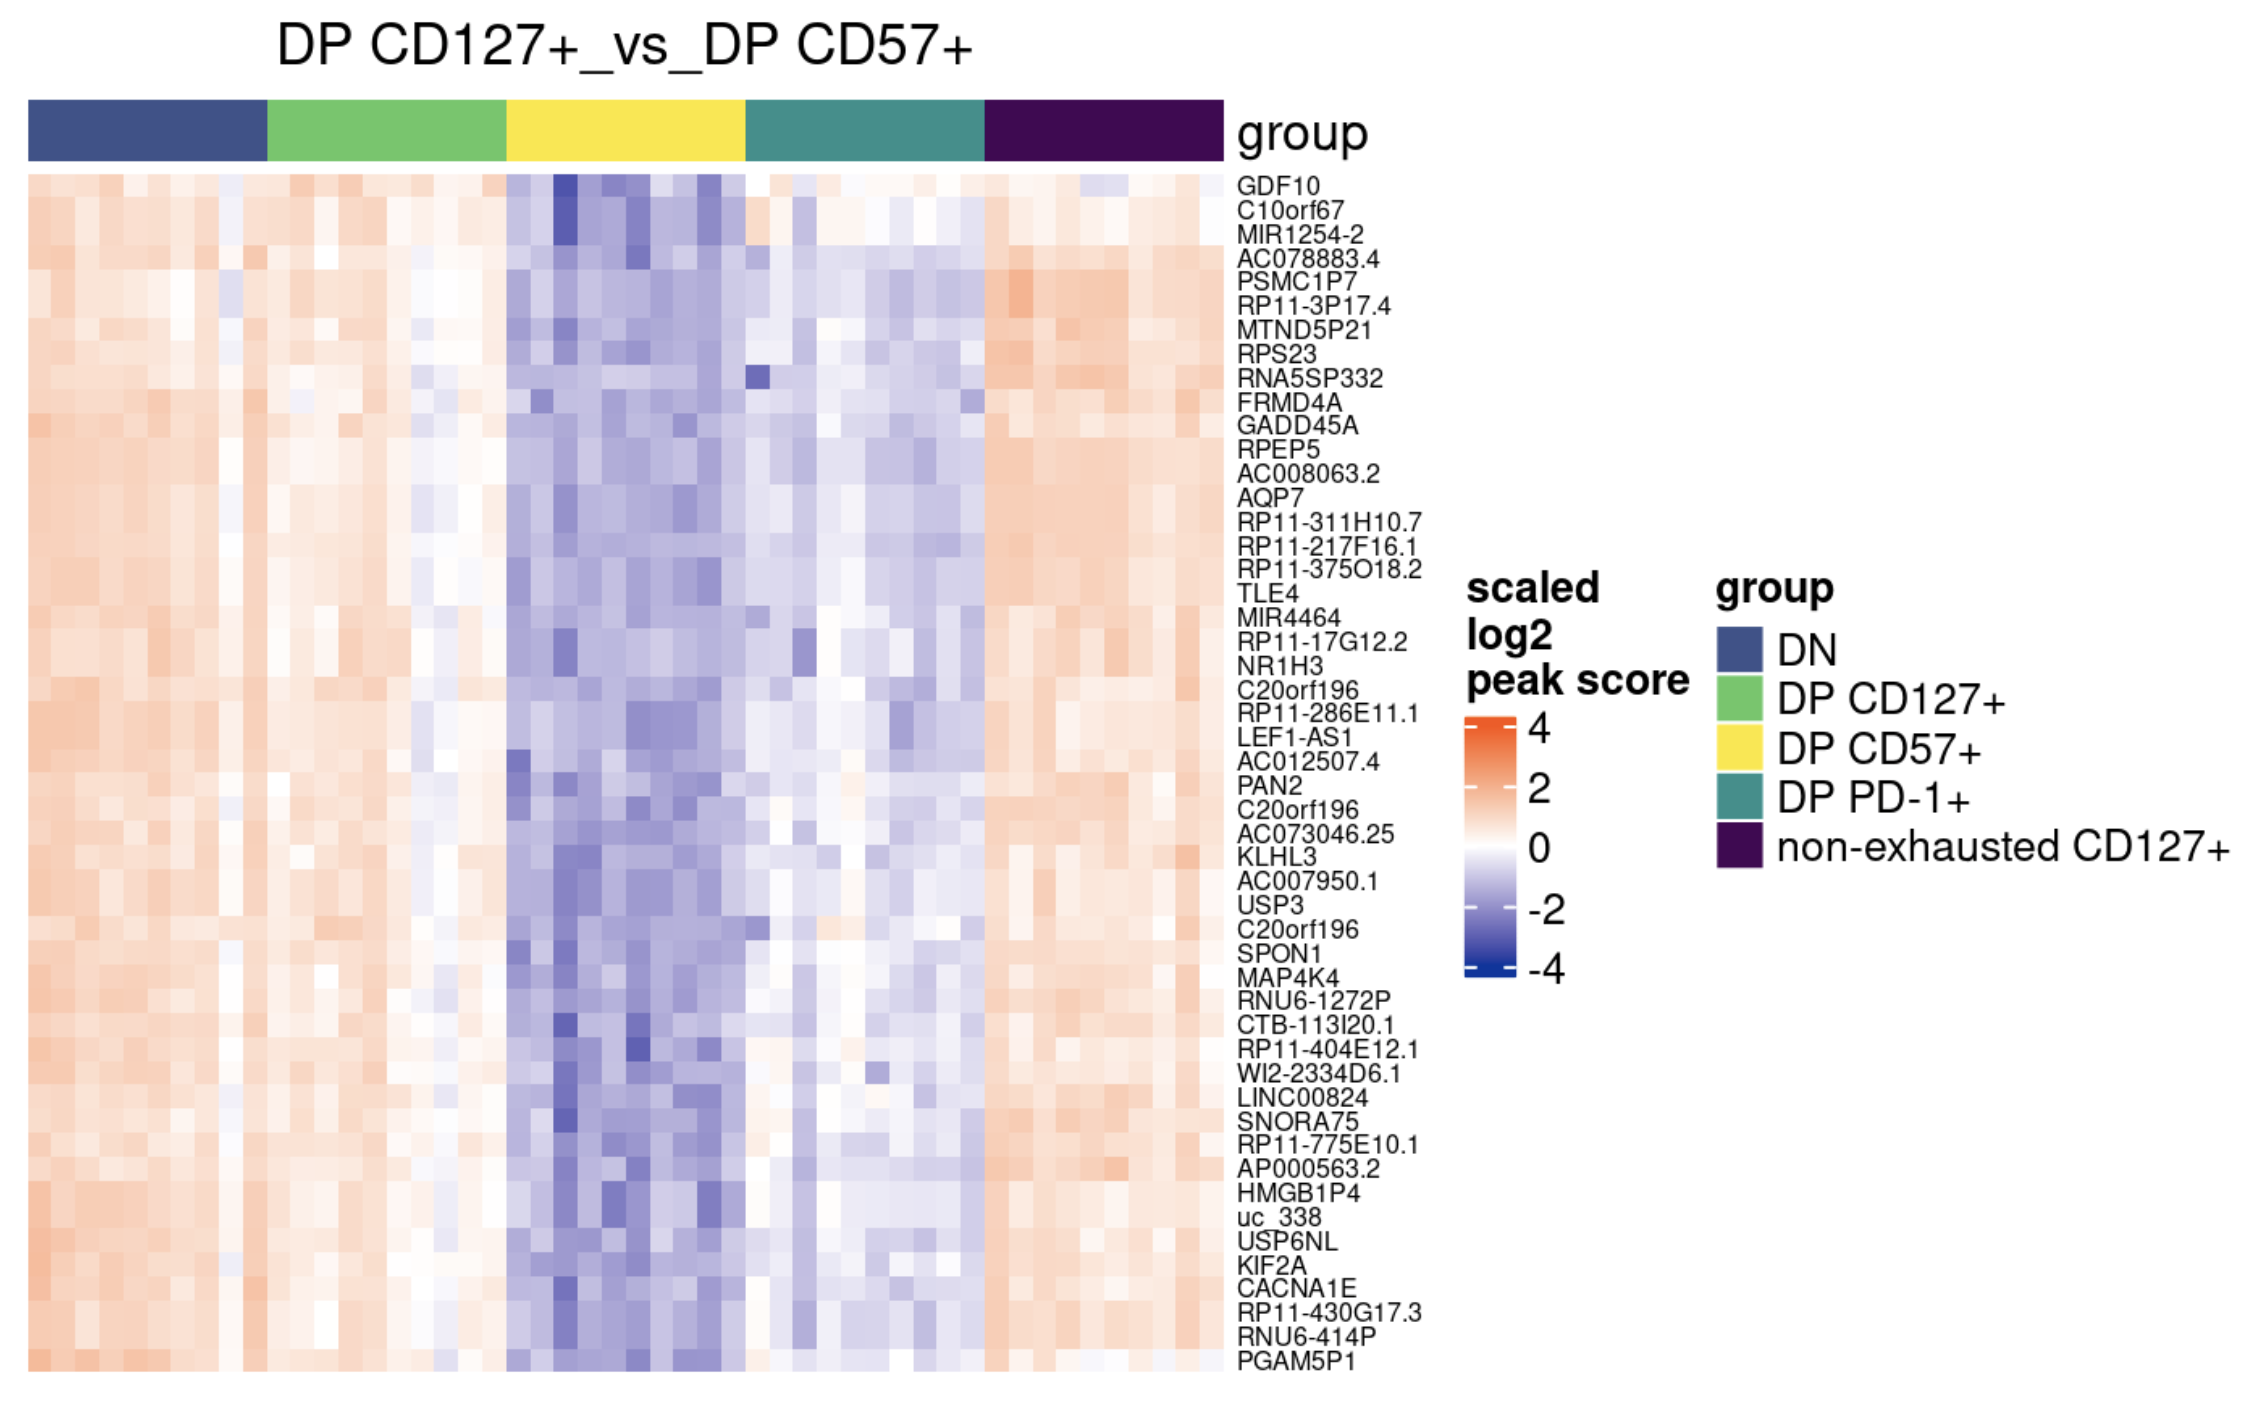 DP CD127+_vs_DP CD57+
group
GDF10
C10orf67
MIR1254-2
AC078883.4
PSMC1P7
RP11-3P17.4
MTND5P21
RPS23
RNA5SP332
FRMD4A
GADD45A
RPEP5
AC008063.2
AQP7
RP11-311H10.7
RP11-217F16.1
RP11-375O18.2
TLE4
MIR4464
RP11-17G12.2
NR1H3
C20orf196
RP11-286E11.1
LEF1-AS1
AC012507.4
PAN2
C20orf196
AC073046.25
KLHL3
AC007950.1
USP3
C20orf196
SPON1
MAP4K4
RNU6-1272P
CTB-113I20.1
RP11-404E12.1
WI2-2334D6.1
LINC00824
SNORA75
RP11-775E10.1
AP000563.2
HMGB1P4
uc_338
USP6NL
KIF2A
CACNA1E
RP11-430G17.3
RNU6-414P
PGAM5P1
scaled
log2
peak score
4
2
0
-2
-4
group
DN
DP CD127+
DP CD57+
DP PD-1+
non-exhausted CD127+